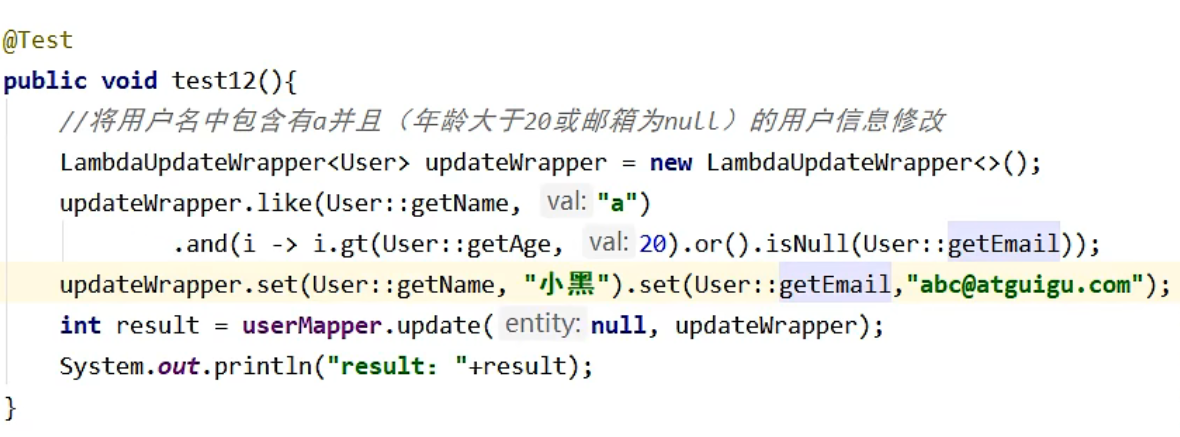 @Test
public void test12(){
//将用户名中包含有a并且（年龄大于20或邮箱为null）的用户信息修改
LambdaUpdateWrapper<User> updateWrapper = new LambdaUpdateWrapper<>();
updateWrapper.like(User::getName, val: "a")
.and(i -> i.gt(User::getAge, val: 20).or().isNull(User::getEmail));
updateWrapper.set(User::getName, "小黑").set(User::getEmail,"abc@atguigu.com");
int result = userMapper.update( entity: null, updateWrapper);
System.out.println("result: "+result);
}